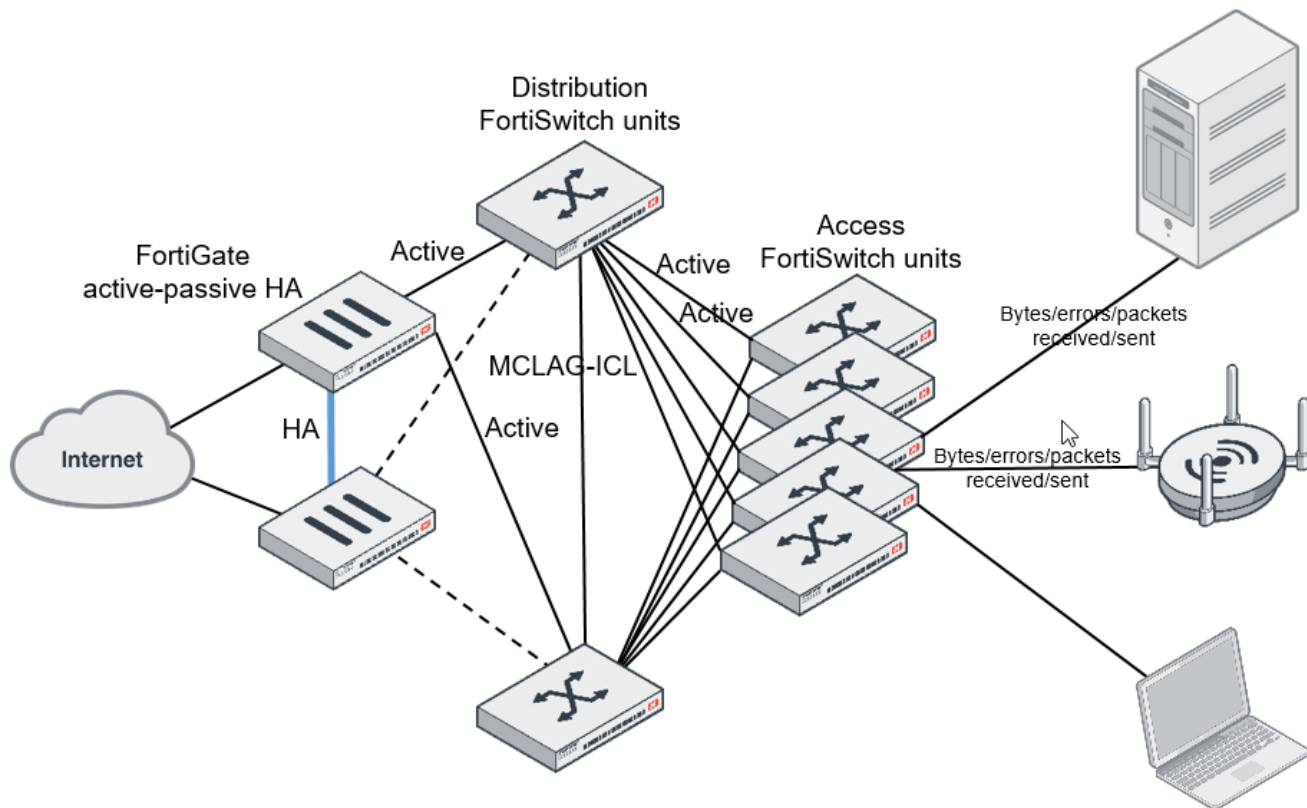 Distribution
FortiSwitch units
Access
FortiSwitch units
FortiGate
active-passive HA
Active
Active
Active
Bytes/errors/packets
received/sent
MCLAG-ICL
HA
Active
Internet
Bytes/errors/packets
received/sent